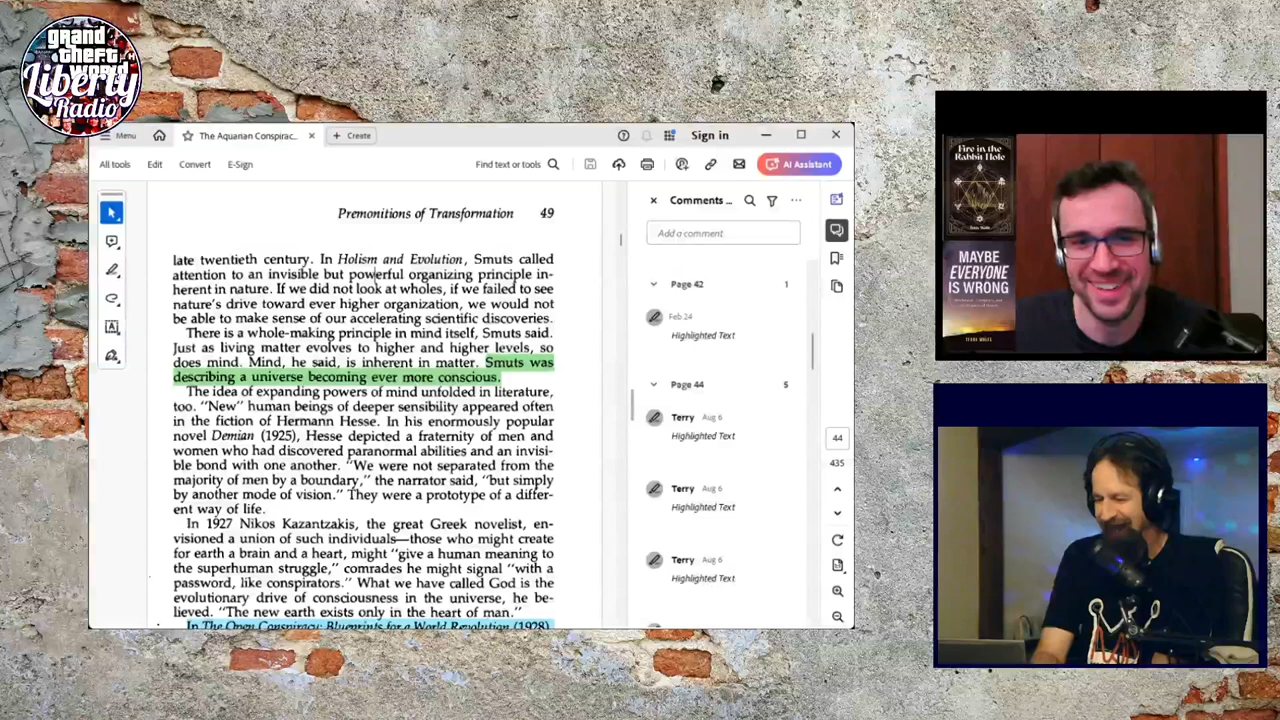 grand
theft
world
Liberty
Radio
Menu
The Aquarian Conspirac...
+ Create
Sign in
All tools
Edit
Convert
E-Sign
Find text or tools
AI Assistant
Premonitions of Transformation 49
late twentieth century. In Holism and Evolution, Smuts called
attention to an invisible but powerful organizing principle in-
herent in nature. If we did not look at wholes, if we failed to see
nature's drive toward ever higher organization, we would not
be able to make sense of our accelerating scientific discoveries.
There is a whole-making principle in mind itself, Smuts said.
Just as living matter evolves to higher and higher levels, so
does mind. Mind, he said, is inherent in matter. Smuts was
describing a universe becoming ever more conscious.
The idea of expanding powers of mind unfolded in literature,
too. "New" human beings of deeper sensibility appeared often
in the fiction of Hermann Hesse. In his enormously popular
novel Demian (1925), Hesse depicted a fraternity of men and
women who had discovered paranormal abilities and an invisi-
ble bond with one another. "We were not separated from the
majority of men by a boundary," the narrator said, "but simply
by another mode of vision." They were a prototype of a differ-
ent way of life.
In 1927 Nikos Kazantzakis, the great Greek novelist, en-
visioned a union of such individuals—those who might create
for earth a brain and a heart, might "give a human meaning to
the superhuman struggle," comrades he might signal "with a
password, like conspirators." What we have called God is the
evolutionary drive of consciousness in the universe, he be-
lieved. "The new earth exists only in the heart of man."
In The Open Conspiracy: Blueprints for a World Revolution (1928),
Comments ...
Add a comment
Page 42 1
Feb 24
Highlighted Text
Page 44 5
Terry Aug 6
Highlighted Text
Terry Aug 6
Highlighted Text
Terry Aug 6
Highlighted Text
44
435
Fire in the
Rabbit Hole
MAYBE
EVERYONE
IS WRONG